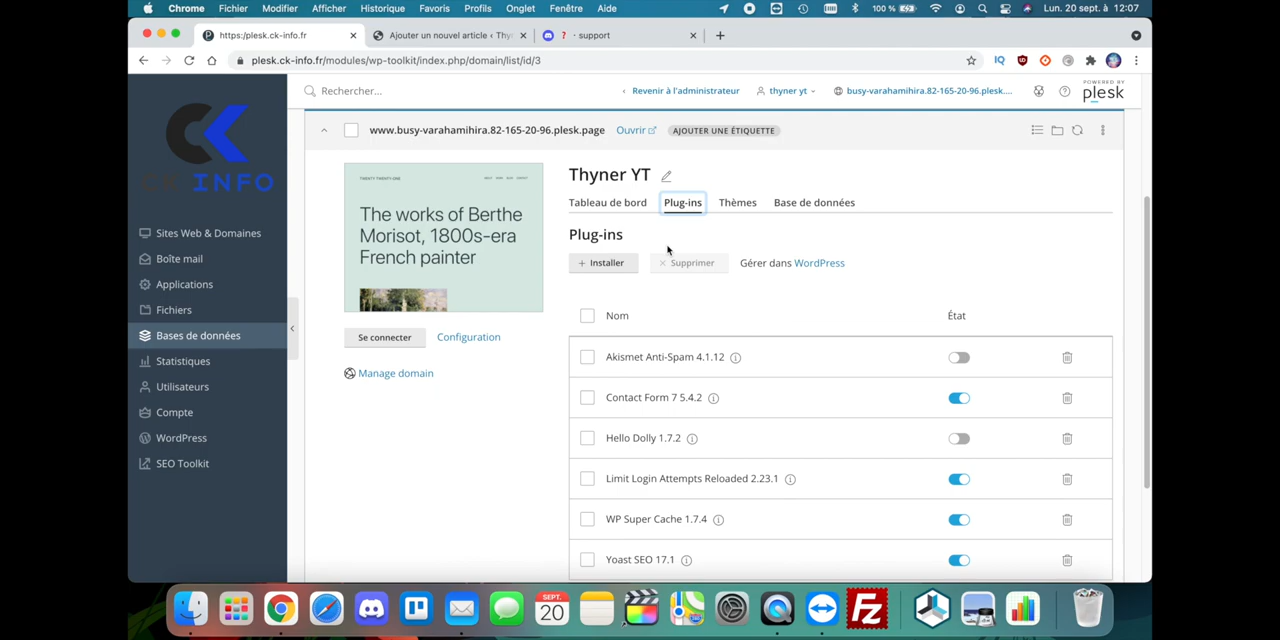 Chrome Fichier Modifier Afficher Historique Favoris Profils Onglet Fenêtre Aide 100 % Lun. 20 sept. à 12:07
https:/plesk.ck-info.fr/ Ajouter un nouvel article ‹ Thy ? · support
plesk.ck-info.fr/modules/wp-toolkit/index.php/domain/list/id/3
Rechercher... Revenir à l'administrateur thyner yt busy-varahamihira.82-165-20-96.plesk.... POWERED BY plesk
www.busy-varahamihira.82-165-20-96.plesk.page Ouvrir AJOUTER UNE ÉTIQUETTE
CK INFO
Sites Web & Domaines
Boîte mail
Applications
Fichiers
Bases de données
Statistiques
Utilisateurs
Compte
WordPress
SEO Toolkit
TWENTY TWENTY-ONE
The works of Berthe
Morisot, 1800s-era
French painter
Se connecter Configuration
Manage domain
Thyner YT
Tableau de bord Plug-ins Thèmes Base de données
Plug-ins
+ Installer × Supprimer Gérer dans WordPress
Nom État
Akismet Anti-Spam 4.1.12
Contact Form 7 5.4.2
Hello Dolly 1.7.2
Limit Login Attempts Reloaded 2.23.1
WP Super Cache 1.7.4
Yoast SEO 17.1
SEPT.
20
Fz